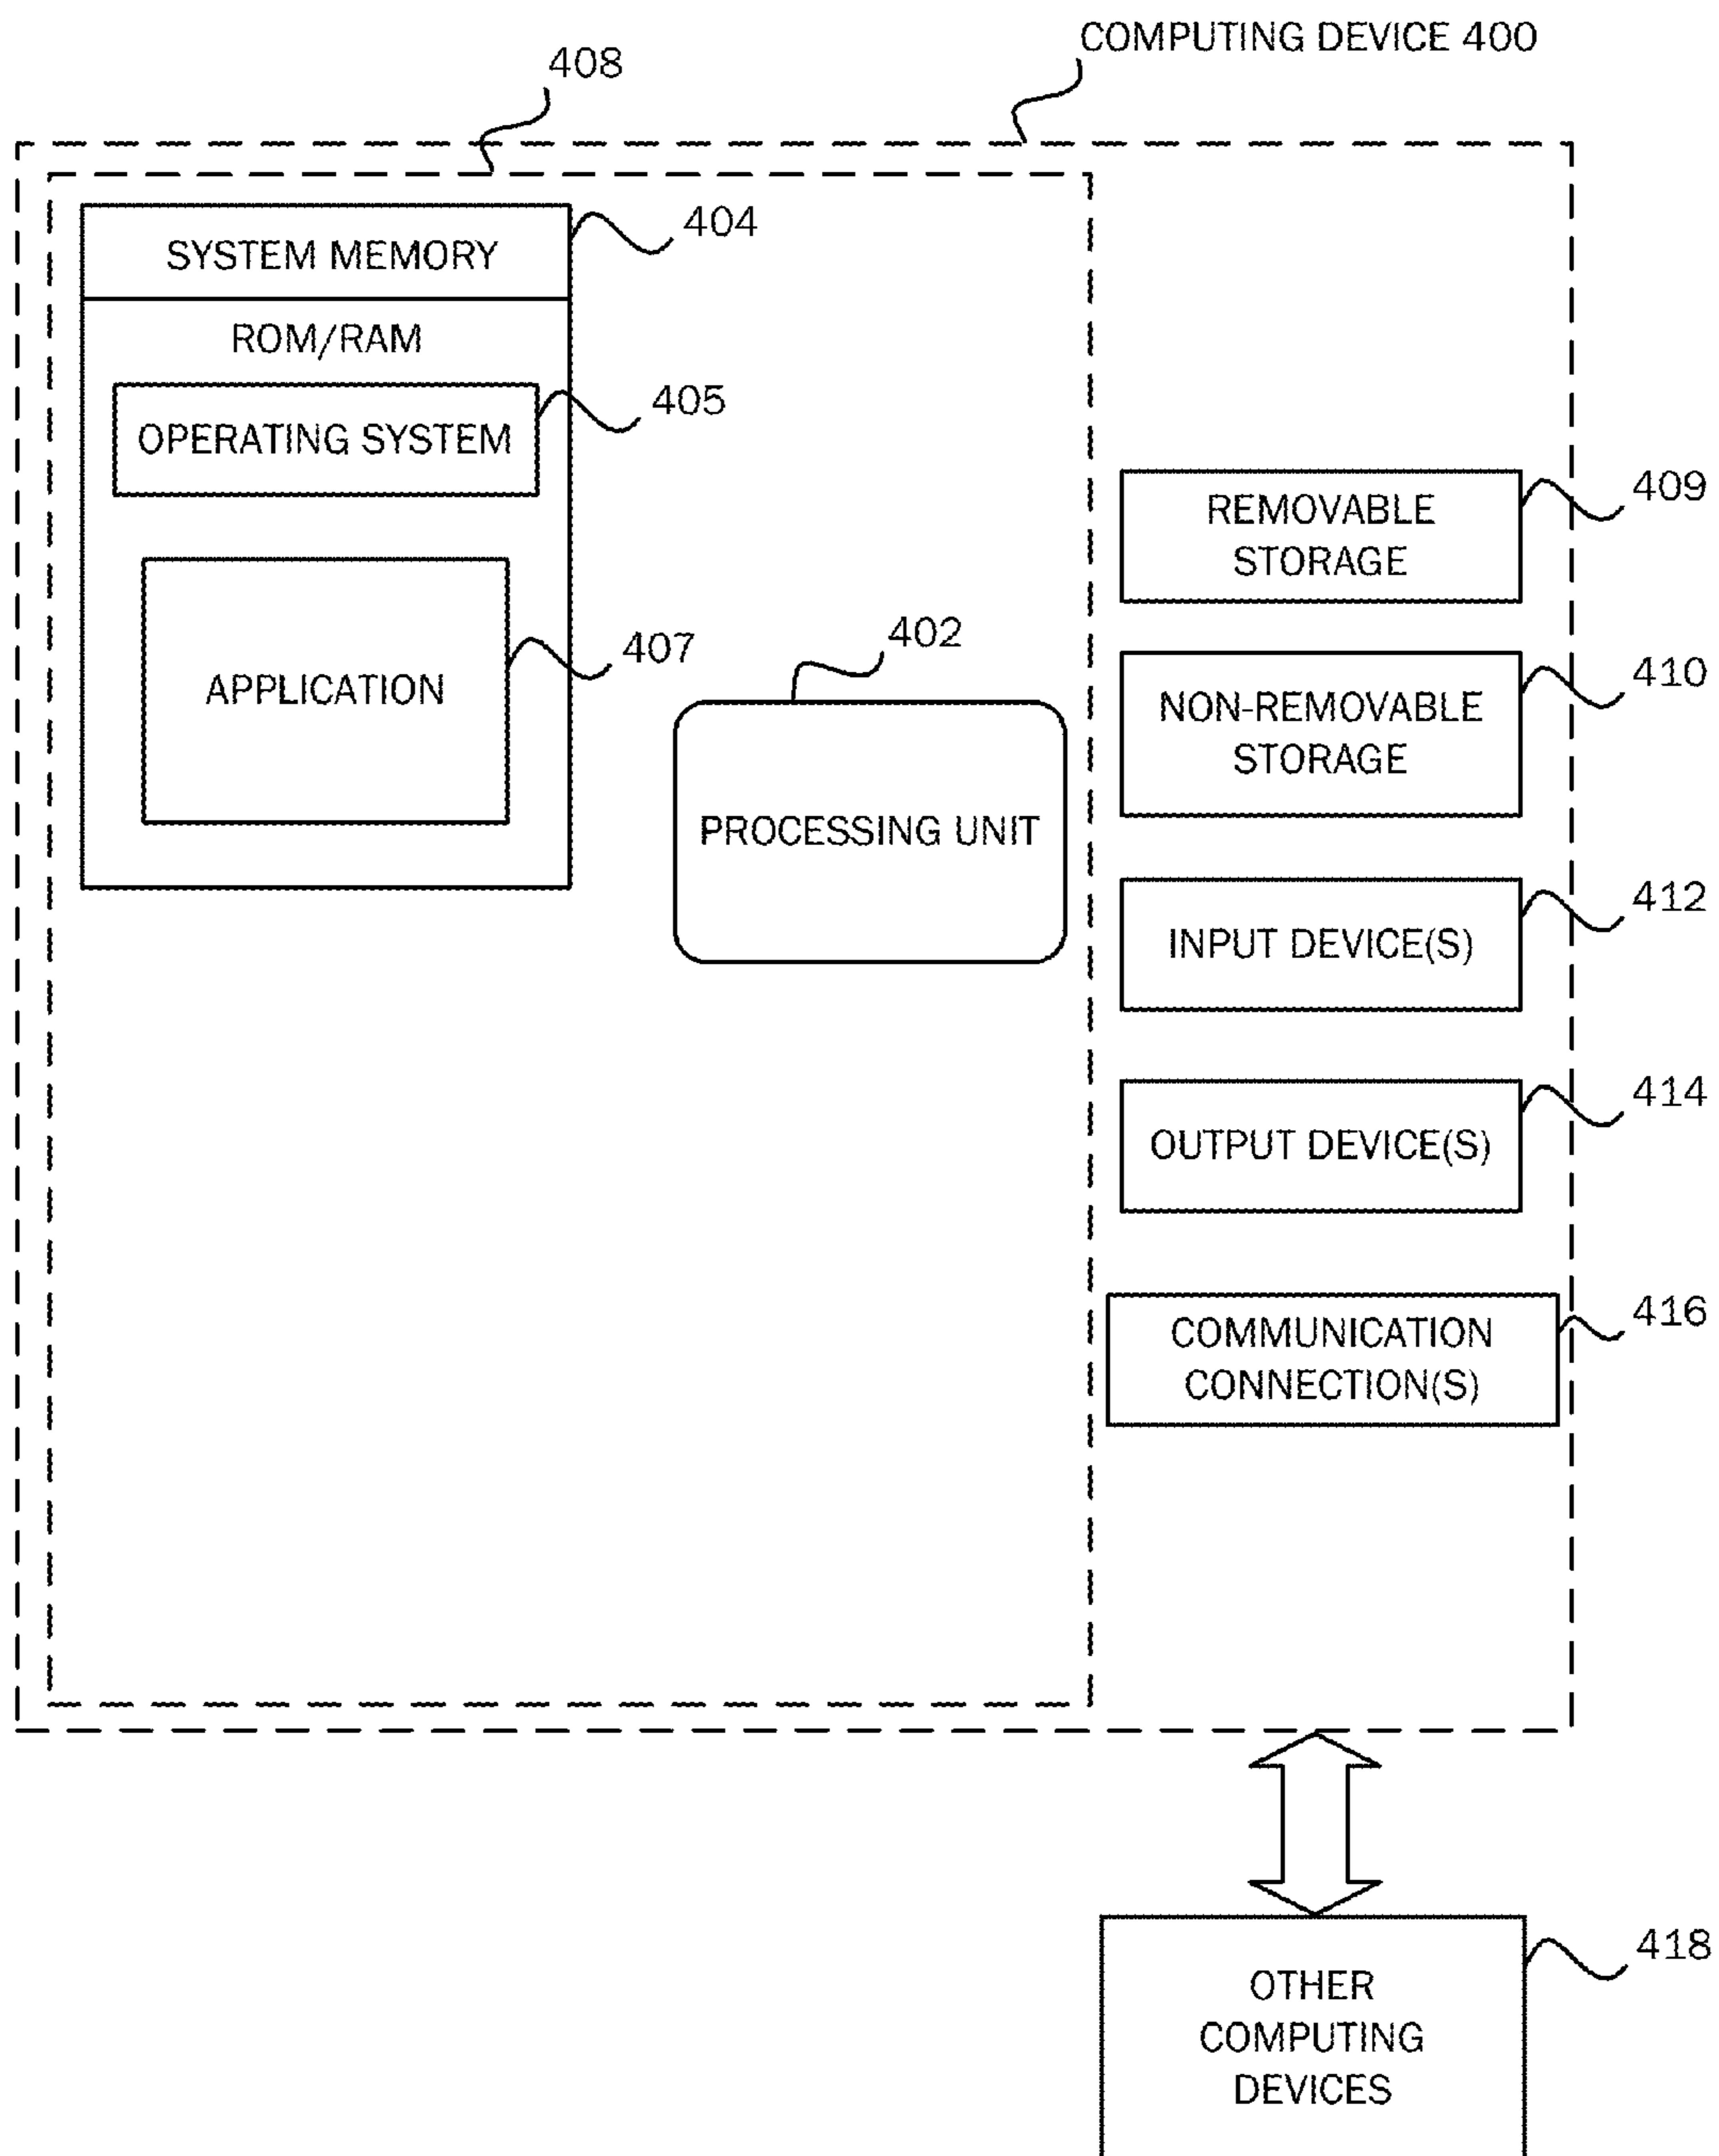 COMPUTING DEVICE 400
408
SYSTEM MEMORY
404
ROM/RAM
OPERATING SYSTEM
405
APPLICATION
407
402
PROCESSING UNIT
REMOVABLE
STORAGE
409
NON-REMOVABLE
STORAGE
410
INPUT DEVICE(S)
412
OUTPUT DEVICE(S)
414
COMMUNICATION
CONNECTION(S)
416
OTHER
COMPUTING
DEVICES
418